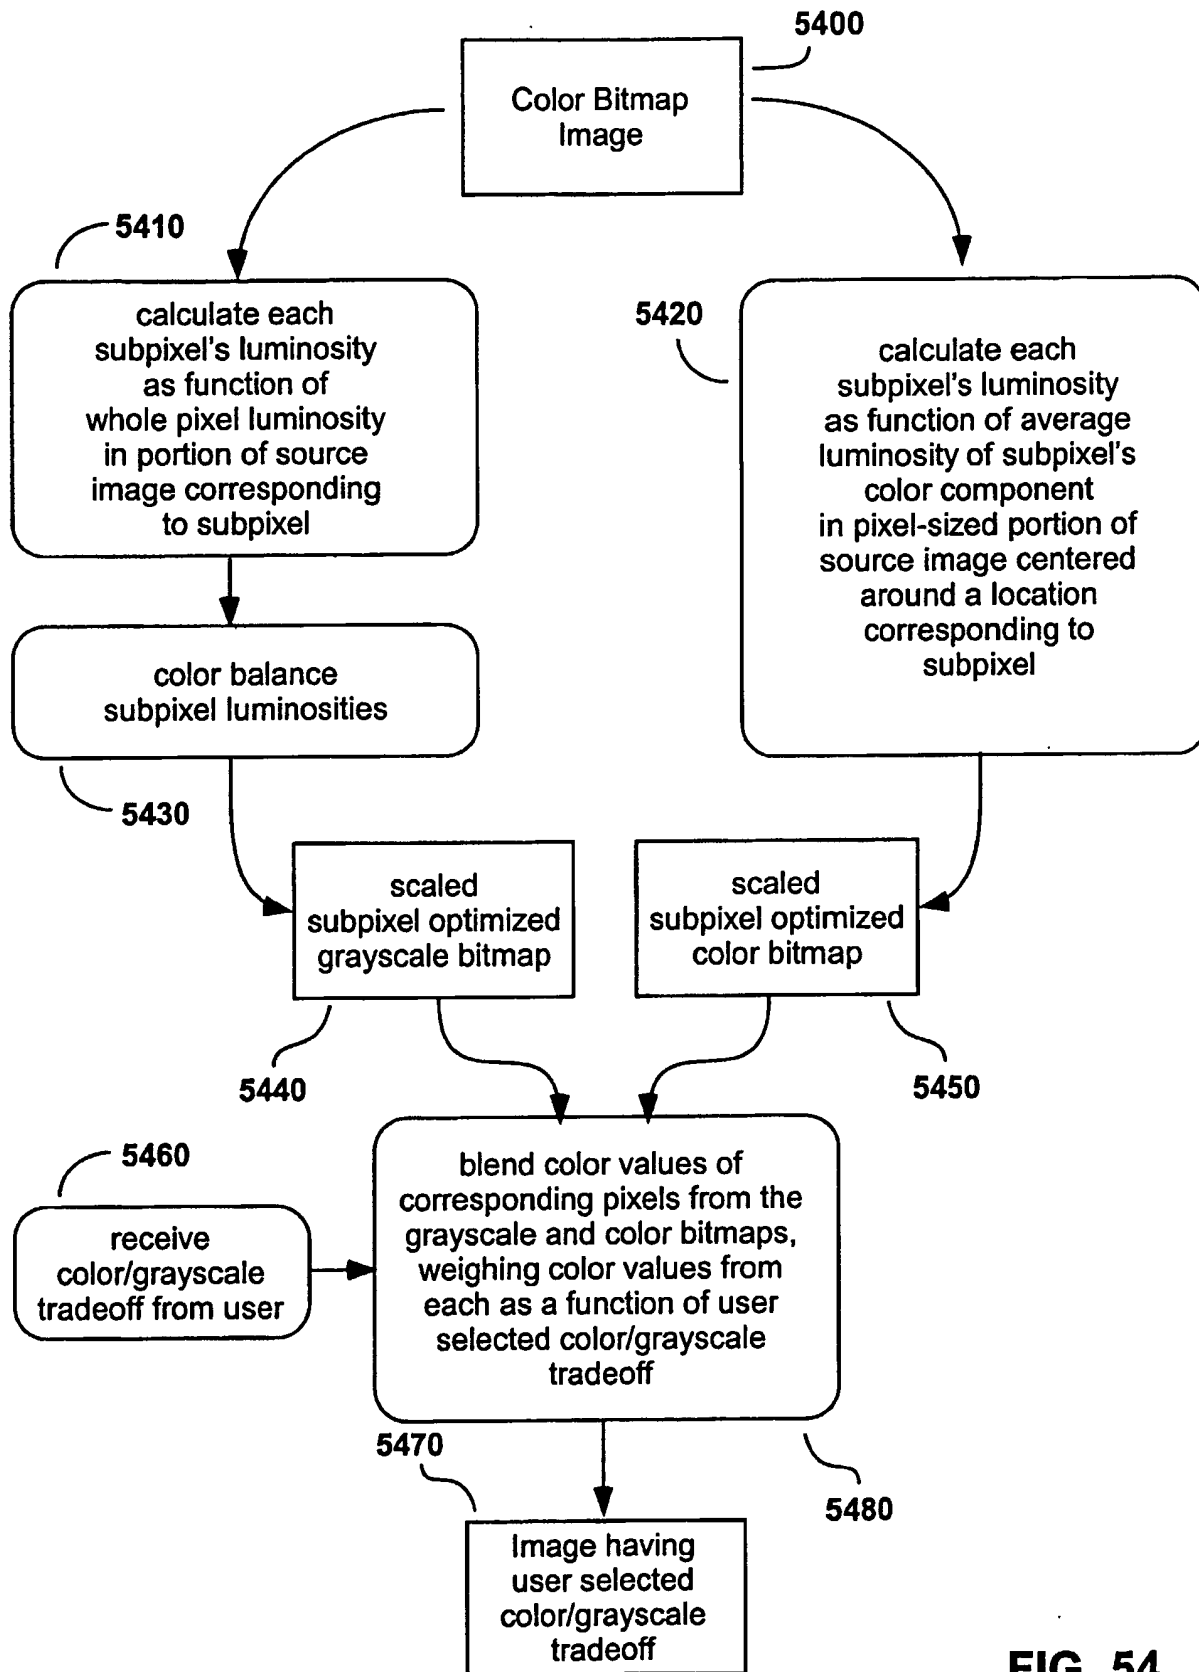 5400
Color Bitmap
Image
5410
calculate each
subpixel's luminosity
as function of
whole pixel luminosity
in portion of source
image corresponding
to subpixel
5420
calculate each
subpixel's luminosity
as function of average
luminosity of subpixel's
color component
in pixel-sized portion of
source image centered
around a location
corresponding to
subpixel
color balance
subpixel luminosities
5430
scaled
subpixel optimized
grayscale bitmap
scaled
subpixel optimized
color bitmap
5440
5450
5460
receive
color/grayscale
tradeoff from user
blend color values of
corresponding pixels from the
grayscale and color bitmaps,
weighing color values from
each as a function of user
selected color/grayscale
tradeoff
5470
5480
Image having
user selected
color/grayscale
tradeoff
FIG. 54